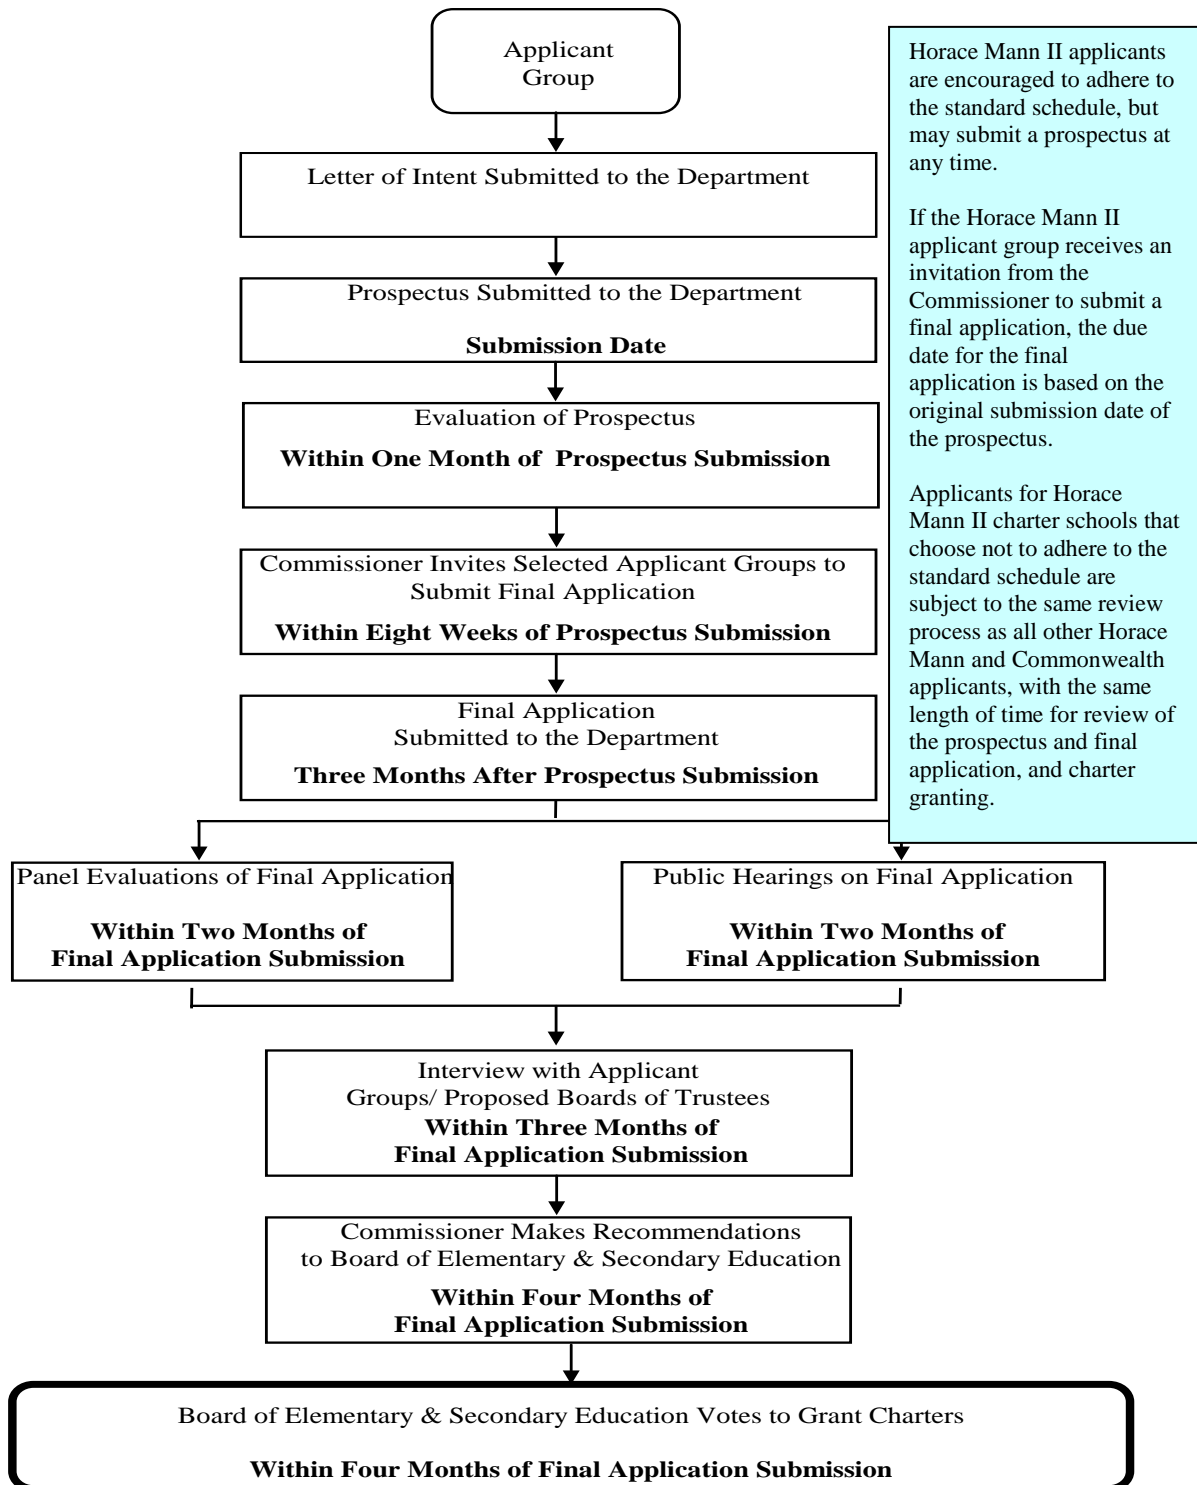 Applicant
Group
Letter of Intent Submitted to the Department
Prospectus Submitted to the Department
Submission Date
Evaluation of Prospectus
Within One Month of Prospectus Submission
Commissioner Invites Selected Applicant Groups to
Submit Final Application
Within Eight Weeks of Prospectus Submission
Final Application
Submitted to the Department
Three Months After Prospectus Submission
Horace Mann II applicants
are encouraged to adhere to
the standard schedule, but
may submit a prospectus at
any time.
If the Horace Mann II
applicant group receives an
invitation from the
Commissioner to submit a
final application, the due
date for the final
application is based on the
original submission date of
the prospectus.
Applicants for Horace
Mann II charter schools that
choose not to adhere to the
standard schedule are
subject to the same review
process as all other Horace
Mann and Commonwealth
applicants, with the same
length of time for review of
the prospectus and final
application, and charter
granting.
Panel Evaluations of Final Application
Within Two Months of
Final Application Submission
Public Hearings on Final Application
Within Two Months of
Final Application Submission
Interview with Applicant
Groups/ Proposed Boards of Trustees
Within Three Months of
Final Application Submission
Commissioner Makes Recommendations
to Board of Elementary & Secondary Education
Within Four Months of
Final Application Submission
Board of Elementary & Secondary Education Votes to Grant Charters
Within Four Months of Final Application Submission